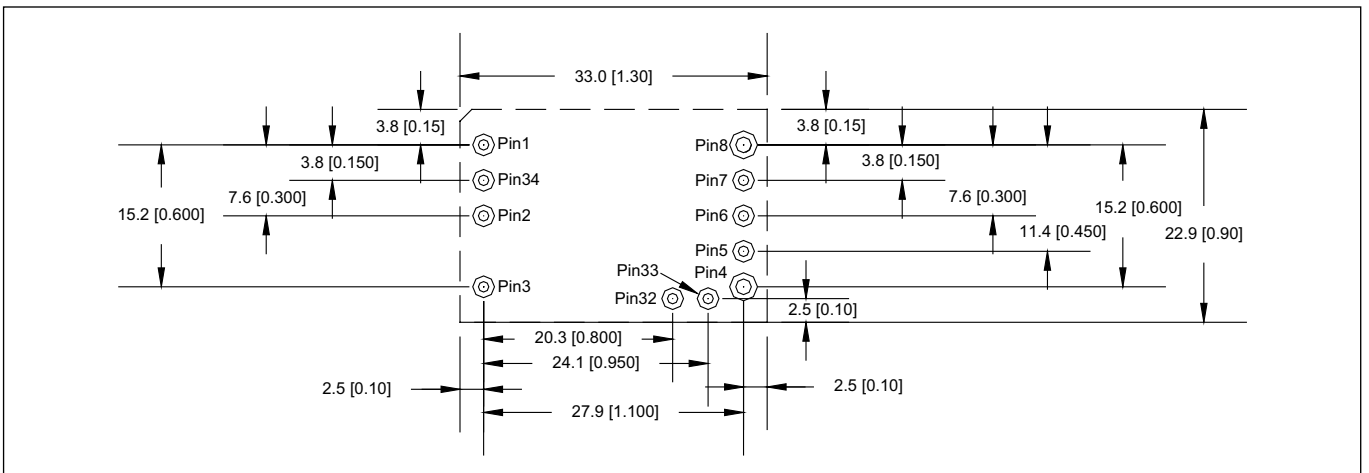 33.0 [1.30]
3.8 [0.15]
3.8 [0.15]
Pin1
Pin8
3.8 [0.150]
3.8 [0.150]
Pin34
Pin7
7.6 [0.300]
7.6 [0.300]
15.2 [0.600]
15.2 [0.600]
Pin2
Pin6
11.4 [0.450]
22.9 [0.90]
Pin5
Pin33
Pin4
Pin3
Pin32
2.5 [0.10]
20.3 [0.800]
24.1 [0.950]
2.5 [0.10]
2.5 [0.10]
27.9 [1.100]